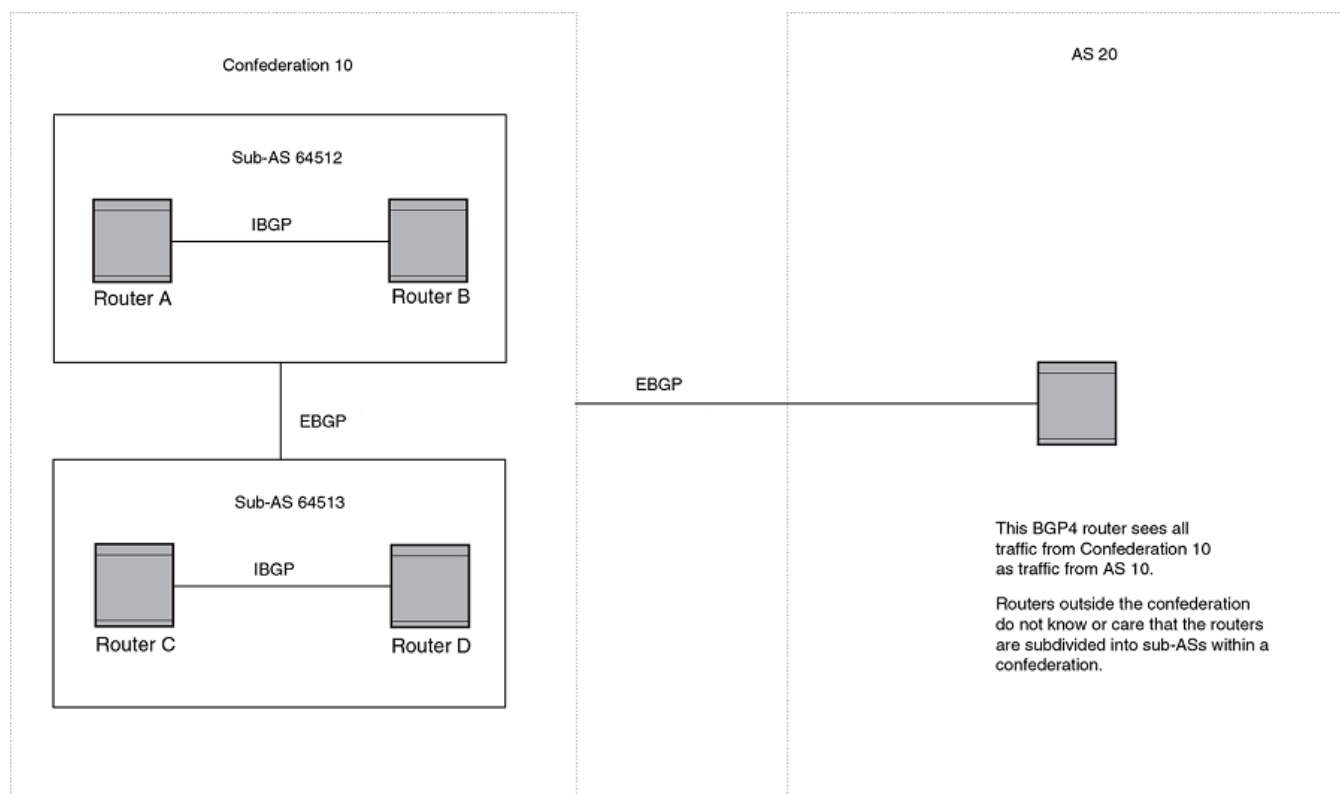 Confederation 10
AS 20
Sub-AS 64512
IBGP
Router A
Router B
EBGP
EBGP
Sub-AS 64513
IBGP
Router C
Router D
This BGP4 router sees all
traffic from Confederation 10
as traffic from AS 10.
Routers outside the confederation
do not know or care that the routers
are subdivided into sub-ASs within a
confederation.